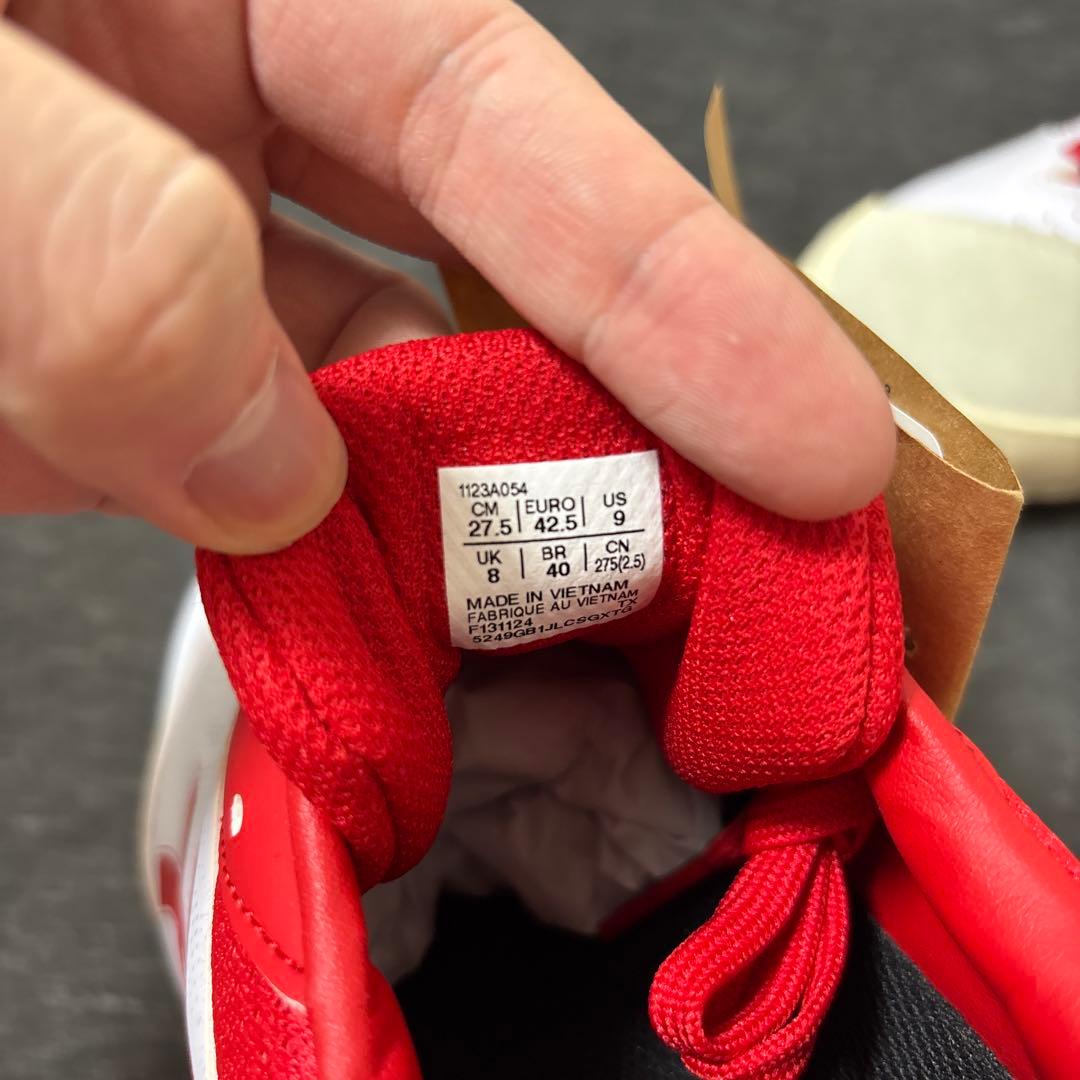 1123A054
CM EURO US
27.5 42.5 9
UK BR CN
8 40 275(2.5)
MADE IN VIETNAM
FABRIQUE AU VIETNAM
F131124 TX
5249GB1JLCSGXTG